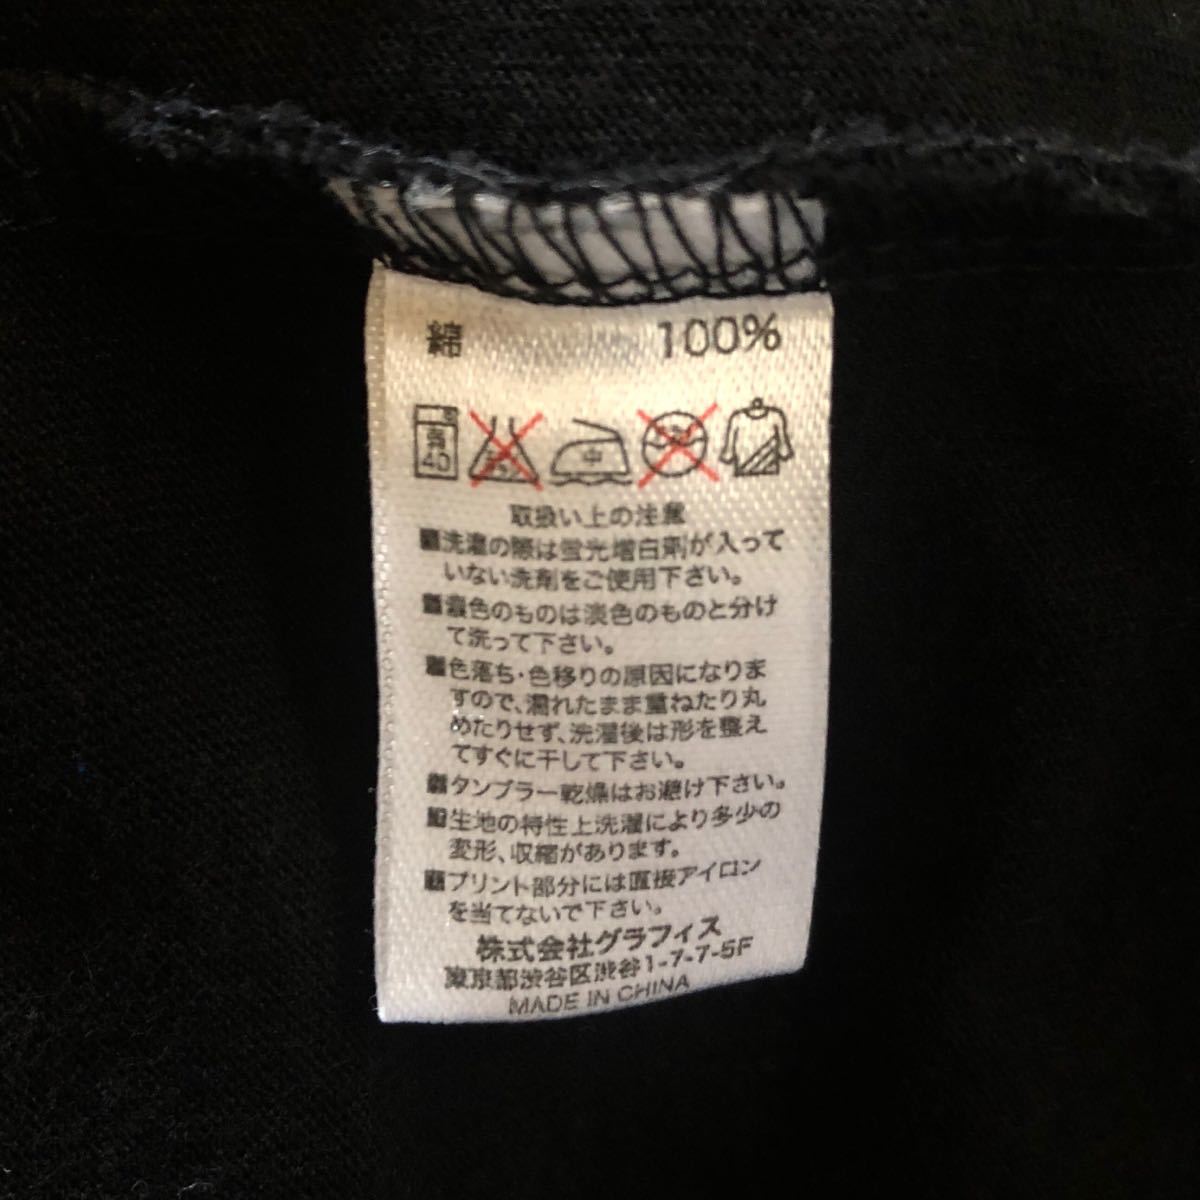 綿 100%
40
中
取扱い上の注意
■洗濯の際は蛍光増白剤が入って
いない洗剤をご使用下さい。
■濃色のものは淡色のものと分け
て洗って下さい。
■色落ち・色移りの原因になりま
すので、濡れたまま重ねたり丸
めたりせず、洗濯後は形を整え
てすぐに干して下さい。
■タンブラー乾燥はお避け下さい。
■生地の特性上洗濯により多少の
変形、収縮があります。
■プリント部分には直接アイロン
を当てないで下さい。
株式会社グラフィス
東京都渋谷区渋谷1-7-7-5F
MADE IN CHINA